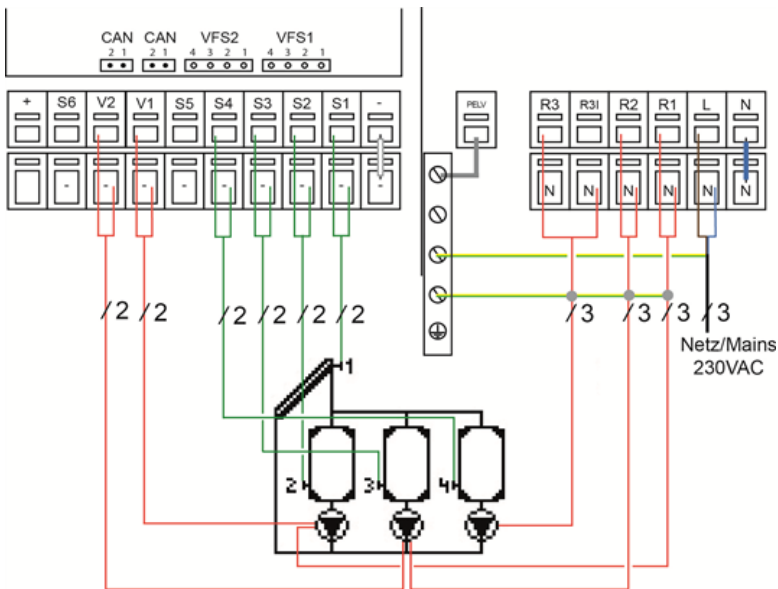 CAN CAN VFS2 VFS1
2 1 2 1 4 3 2 1 4 3 2 1
+ S6 V2 V1 S5 S4 S3 S2 S1 -
- - - - - - - -
PELV
R3 R3I R2 R1 L N
N N N N N N
/2 /2 /2 /2 /2 /2
/3 /3 /3 /3
Netz/Mains
230VAC
1
2 3 4